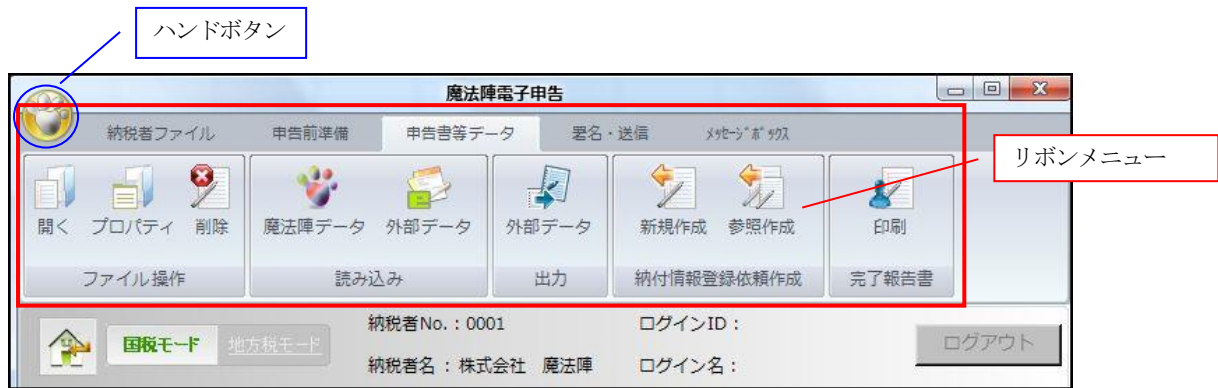 ハンドボタン
魔法陣電子申告
納税者ファイル 申告前準備 申告書等データ 署名・送信 ﾒｯｾｰｼﾞﾎﾞｯｸｽ
リボンメニュー
開く プロパティ 削除 魔法陣データ 外部データ 外部データ 新規作成 参照作成 印刷
ファイル操作 読み込み 出力 納付情報登録依頼作成 完了報告書
納税者No.：0001 ログインID：
国税モード 地方税モード ログアウト
納税者名：株式会社 魔法陣 ログイン名：